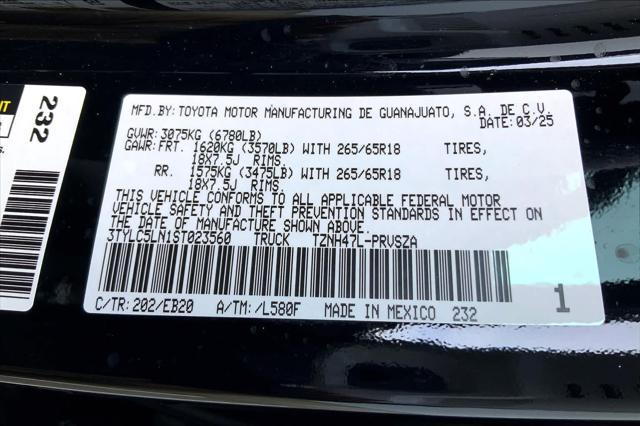 232
MFD.BY: TOYOTA MOTOR MANUFACTURING DE GUANAJUATO, S.A. DE C.V.
DATE: 03/25
GVWR: 3075KG (6780LB)
GAWR: FRT. 1620KG (3570LB) WITH 265/65R18 TIRES,
18X7.5J RIMS.
RR. 1575KG (3475LB) WITH 265/65R18 TIRES,
18X7.5J RIMS.
THIS VEHICLE CONFORMS TO ALL APPLICABLE FEDERAL MOTOR
VEHICLE SAFETY AND THEFT PREVENTION STANDARDS IN EFFECT ON
THE DATE OF MANUFACTURE SHOWN ABOVE.
3TYLC5LN1ST023560 TRUCK TZNH47L-PRVSZA
C/TR: 202/EB20 A/TM: /L580F MADE IN MEXICO 232
1